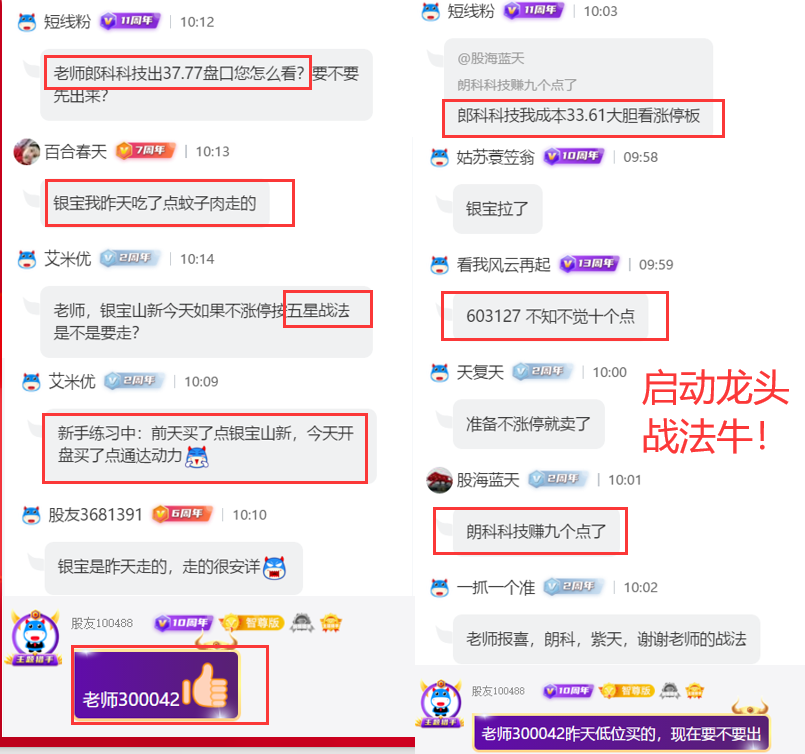 短线粉 11周年 10:12
老师郎科科技出37.77盘口您怎么看？要不要
先出来？
百合春天 7周年 10:13
银宝我昨天吃了点蚊子肉走的
艾米优 2周年 10:14
老师，银宝山新今天如果不涨停按五星战法
是不是要走？
艾米优 2周年 10:09
新手练习中：前天买了点银宝山新，今天开
盘买了点通达动力
股友3681391 6周年 10:10
银宝是昨天走的，走的很安详
股友100488 10周年 智尊版
主题猎手
老师300042
短线粉 11周年 10:03
@股海蓝天
朗科科技赚九个点了
郎科科技我成本33.61大胆看涨停板
姑苏蓑笠翁 10周年 09:58
银宝拉了
看我风云再起 13周年 09:59
603127 不知不觉十个点
天复天 2周年 10:00
准备不涨停就卖了
启动龙头
战法牛！
股海蓝天 2周年 10:01
朗科科技赚九个点了
一抓一个准 2周年 10:02
老师报喜，朗科，紫天，谢谢老师的战法
股友100488 10周年 智尊版
主题猎手
老师300042昨天低位买的，现在要不要出